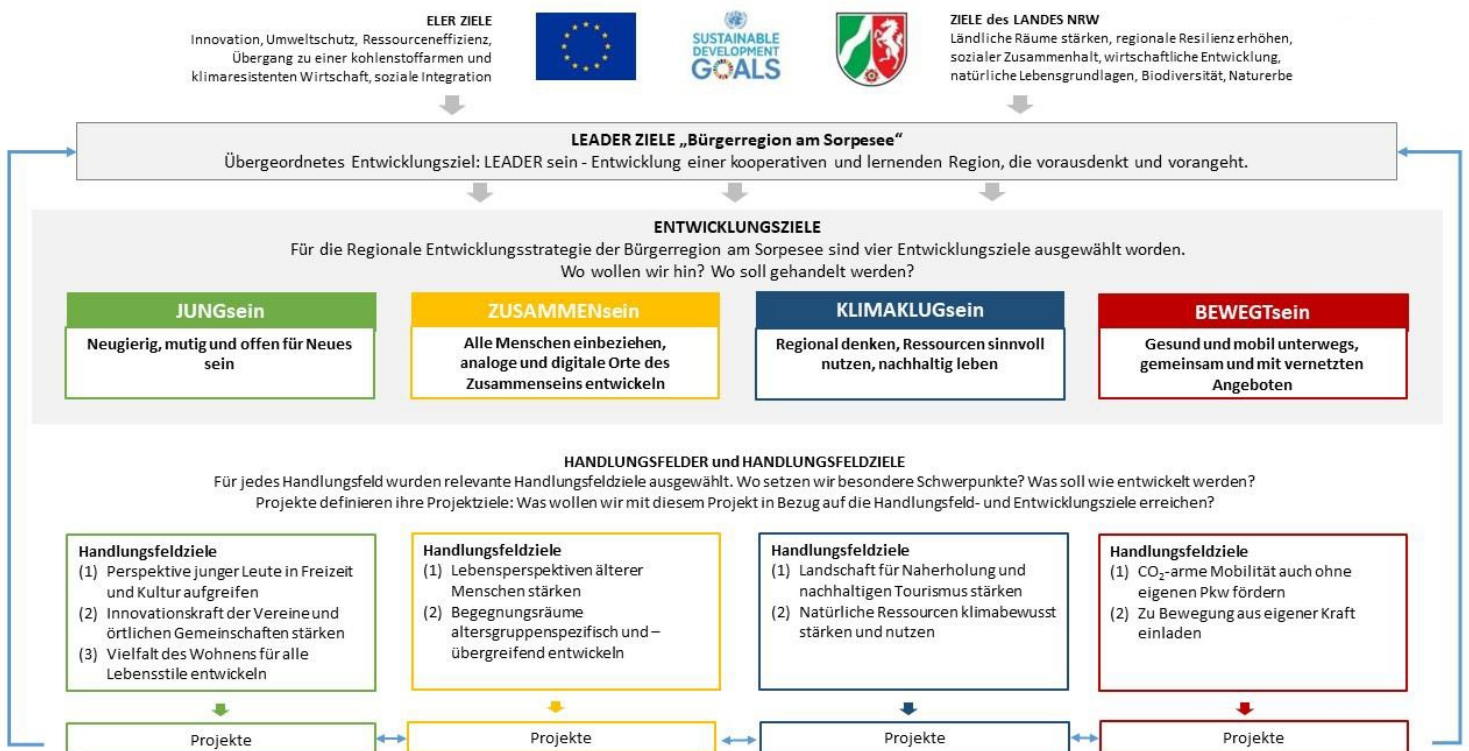 ELER ZIELE
Innovation, Umweltschutz, Ressourceneffizienz,
Übergang zu einer kohlenstoffarmen und
klimaresistenten Wirtschaft, soziale Integration
SUSTAINABLE
DEVELOPMENT
GOALS
ZIELE des LANDES NRW
Ländliche Räume stärken, regionale Resilienz erhöhen,
sozialer Zusammenhalt, wirtschaftliche Entwicklung,
natürliche Lebensgrundlagen, Biodiversität, Naturerbe
LEADER ZIELE „Bürgerregion am Sorpesee“
Übergeordnetes Entwicklungsziel: LEADER sein - Entwicklung einer kooperativen und lernenden Region, die vorausdenkt und vorangeht.
ENTWICKLUNGSZIELE
Für die Regionale Entwicklungsstrategie der Bürgerregion am Sorpesee sind vier Entwicklungsziele ausgewählt worden.
Wo wollen wir hin? Wo soll gehandelt werden?
JUNGsein
Neugierig, mutig und offen für Neues
sein
ZUSAMMENsein
Alle Menschen einbeziehen,
analoge und digitale Orte des
Zusammenseins entwickeln
KLIMAKLUGsein
Regional denken, Ressourcen sinnvoll
nutzen, nachhaltig leben
BEWEGTsein
Gesund und mobil unterwegs,
gemeinsam und mit vernetzten
Angeboten
HANDLUNGSFELDER und HANDLUNGSFELDZIELE
Für jedes Handlungsfeld wurden relevante Handlungsfeldziele ausgewählt. Wo setzen wir besondere Schwerpunkte? Was soll wie entwickelt werden?
Projekte definieren ihre Projektziele: Was wollen wir mit diesem Projekt in Bezug auf die Handlungsfeld- und Entwicklungsziele erreichen?
Handlungsfeldziele
(1) Perspektive junger Leute in Freizeit
und Kultur aufgreifen
(2) Innovationskraft der Vereine und
örtlichen Gemeinschaften stärken
(3) Vielfalt des Wohnens für alle
Lebensstile entwickeln
Handlungsfeldziele
(1) Lebensperspektiven älterer
Menschen stärken
(2) Begegnungsräume
altersgruppenspezifisch und –
übergreifend entwickeln
Handlungsfeldziele
(1) Landschaft für Naherholung und
nachhaltigen Tourismus stärken
(2) Natürliche Ressourcen klimabewusst
stärken und nutzen
Handlungsfeldziele
(1) CO₂-arme Mobilität auch ohne
eigenen Pkw fördern
(2) Zu Bewegung aus eigener Kraft
einladen
Projekte
Projekte
Projekte
Projekte